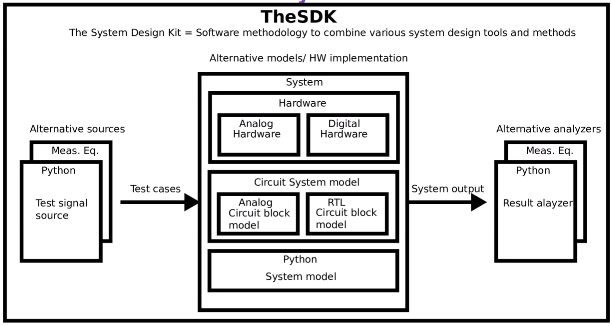 TheSDK
The System Design Kit = Software methodology to combine various system design tools and methods
Alternative models/ HW implementation
System
Hardware
Analog
Hardware
Digital
Hardware
Alternative sources
Meas. Eq.
Python
Test signal
source
Test cases
Circuit System model
Analog
Circuit block
model
RTL
Circuit block
model
Python
System model
System output
Alternative analyzers
Meas. Eq.
Python
Result alayzer